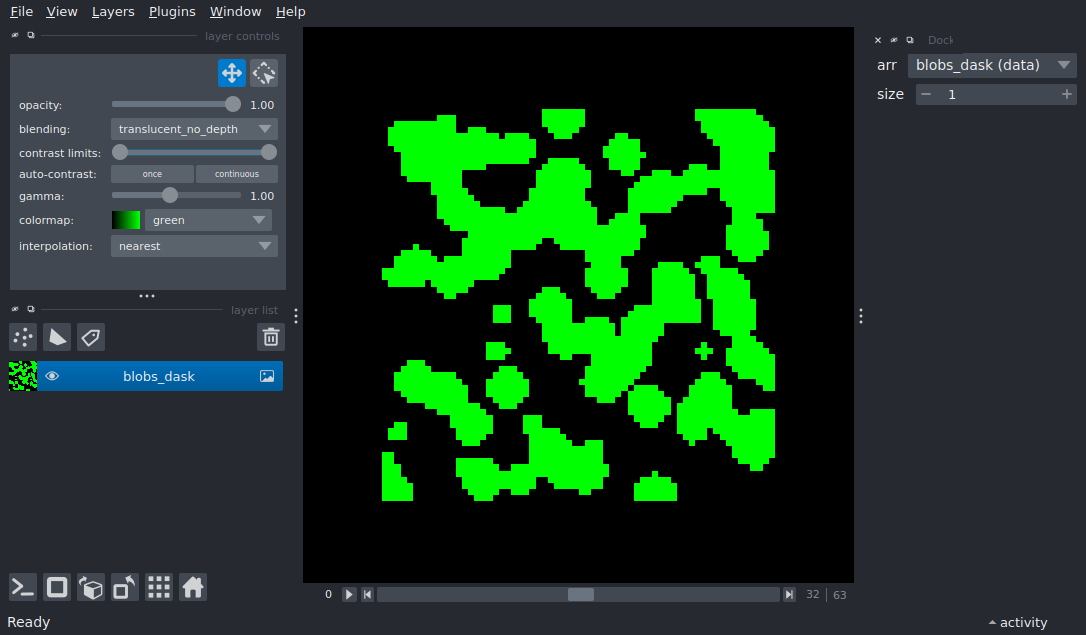 File View Layers Plugins Window Help
layer controls
opacity: 1.00
blending: translucent_no_depth
contrast limits:
auto-contrast: once continuous
gamma: 1.00
colormap: green
interpolation: nearest
layer list
blobs_dask
0 32 63
Dock
arr blobs_dask (data)
size 1
Ready
activity